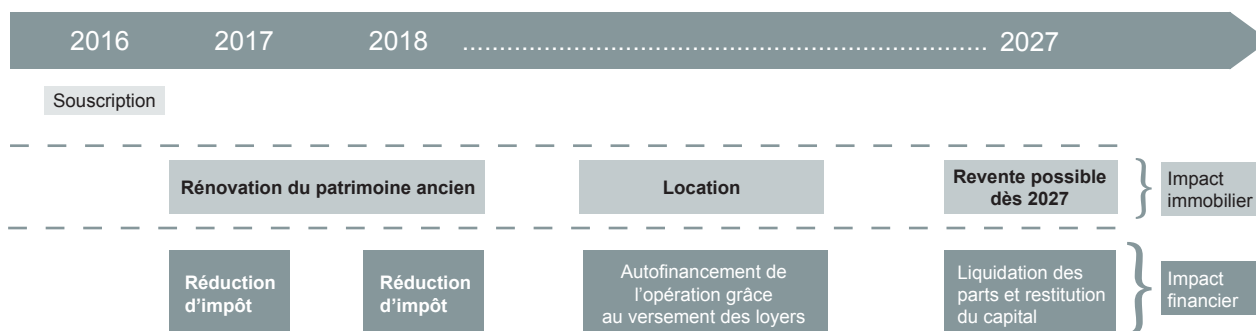 2016 2017 2018 ........................................................................................ 2027
Souscription
Rénovation du patrimoine ancien
Location
Revente possible
dès 2027
Impact
immobilier
Réduction
d'impôt
Réduction
d'impôt
Autofinancement de
l'opération grâce
au versement des loyers
Liquidation des
parts et restitution
du capital
Impact
financier